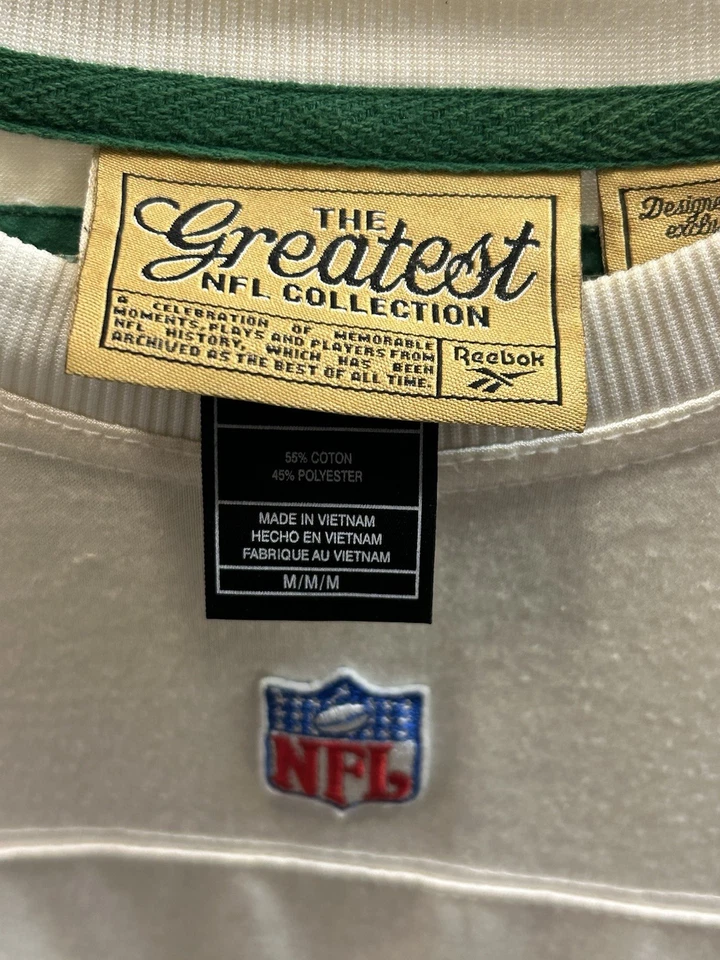 THE
Greatest
NFL COLLECTION
A CELEBRATION OF MEMORABLE
MOMENTS, PLAYS AND PLAYERS FROM
NFL HISTORY, WHICH HAS BEEN
ARCHIVED AS THE BEST OF ALL TIME.
Reebok
55% COTON
45% POLYESTER
MADE IN VIETNAM
HECHO EN VIETNAM
FABRIQUE AU VIETNAM
M/M/M
NFL